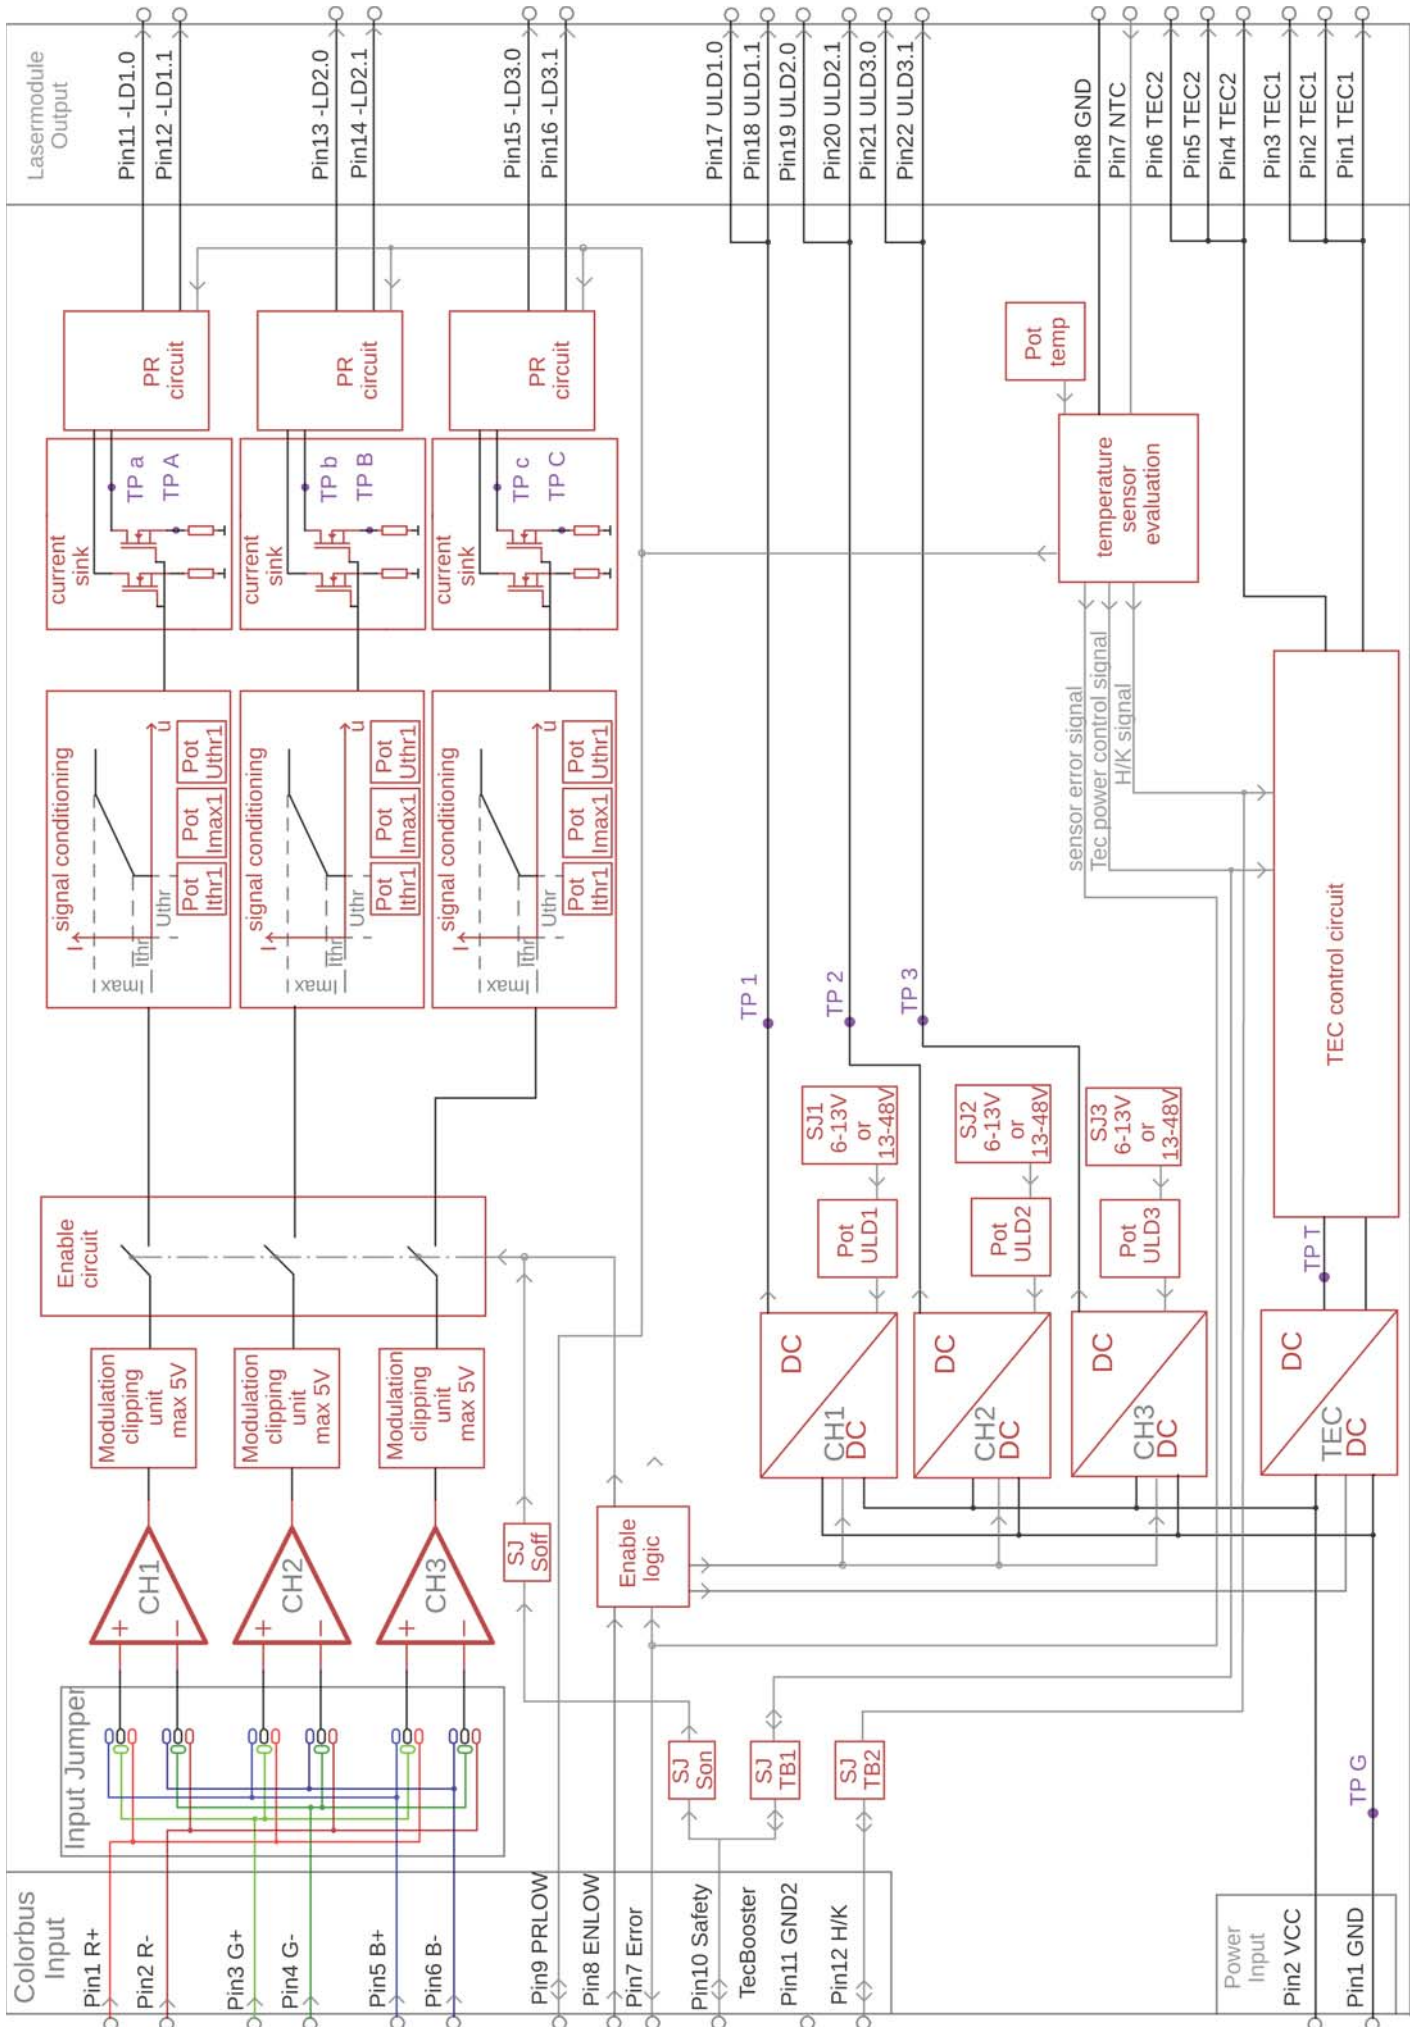 Lasermodule
Output
Pin11 -LD1.0
Pin12 -LD1.1
Pin13 -LD2.0
Pin14 -LD2.1
Pin15 -LD3.0
Pin16 -LD3.1
Pin17 ULD1.0
Pin18 ULD1.1
Pin19 ULD2.0
Pin20 ULD2.1
Pin21 ULD3.0
Pin22 ULD3.1
Pin8 GND
Pin7 NTC
Pin6 TEC2
Pin5 TEC2
Pin4 TEC2
Pin3 TEC1
Pin2 TEC1
Pin1 TEC1
PR
circuit
PR
circuit
PR
circuit
Pot
temp
current
sink
TP a
TP A
current
sink
TP b
TP B
current
sink
TP c
TP C
temperature
sensor
evaluation
sensor error signal
Tec power control signal
H/K signal
signal conditioning
I
u
Imax
Ithr
Uthr
Pot
Ithr1
Pot
Imax1
Pot
Uthr1
signal conditioning
I
u
Imax
Ithr
Uthr
Pot
Ithr1
Pot
Imax1
Pot
Uthr1
signal conditioning
I
u
Imax
Ithr
Uthr
Pot
Ithr1
Pot
Imax1
Pot
Uthr1
TEC control circuit
TP 1
TP 2
TP 3
SJ1
6-13V
or
13-48V
SJ2
6-13V
or
13-48V
SJ3
6-13V
or
13-48V
Pot
ULD1
Pot
ULD2
Pot
ULD3
TP T
Enable
circuit
Modulation
clipping
unit
max 5V
Modulation
clipping
unit
max 5V
Modulation
clipping
unit
max 5V
DC
CH1
DC
DC
CH2
DC
DC
CH3
DC
DC
TEC
DC
+
CH1
−
+
CH2
−
+
CH3
−
SJ
Soff
Enable
logic
Input Jumper
SJ
Son
SJ
TB1
SJ
TB2
TP G
Colorbus
Input
Pin1 R+
Pin2 R-
Pin3 G+
Pin4 G-
Pin5 B+
Pin6 B-
Pin9 PRLOW
Pin8 ENLOW
Pin7 Error
Pin10 Safety
TecBooster
Pin11 GND2
Pin12 H/K
Power
Input
Pin2 VCC
Pin1 GND